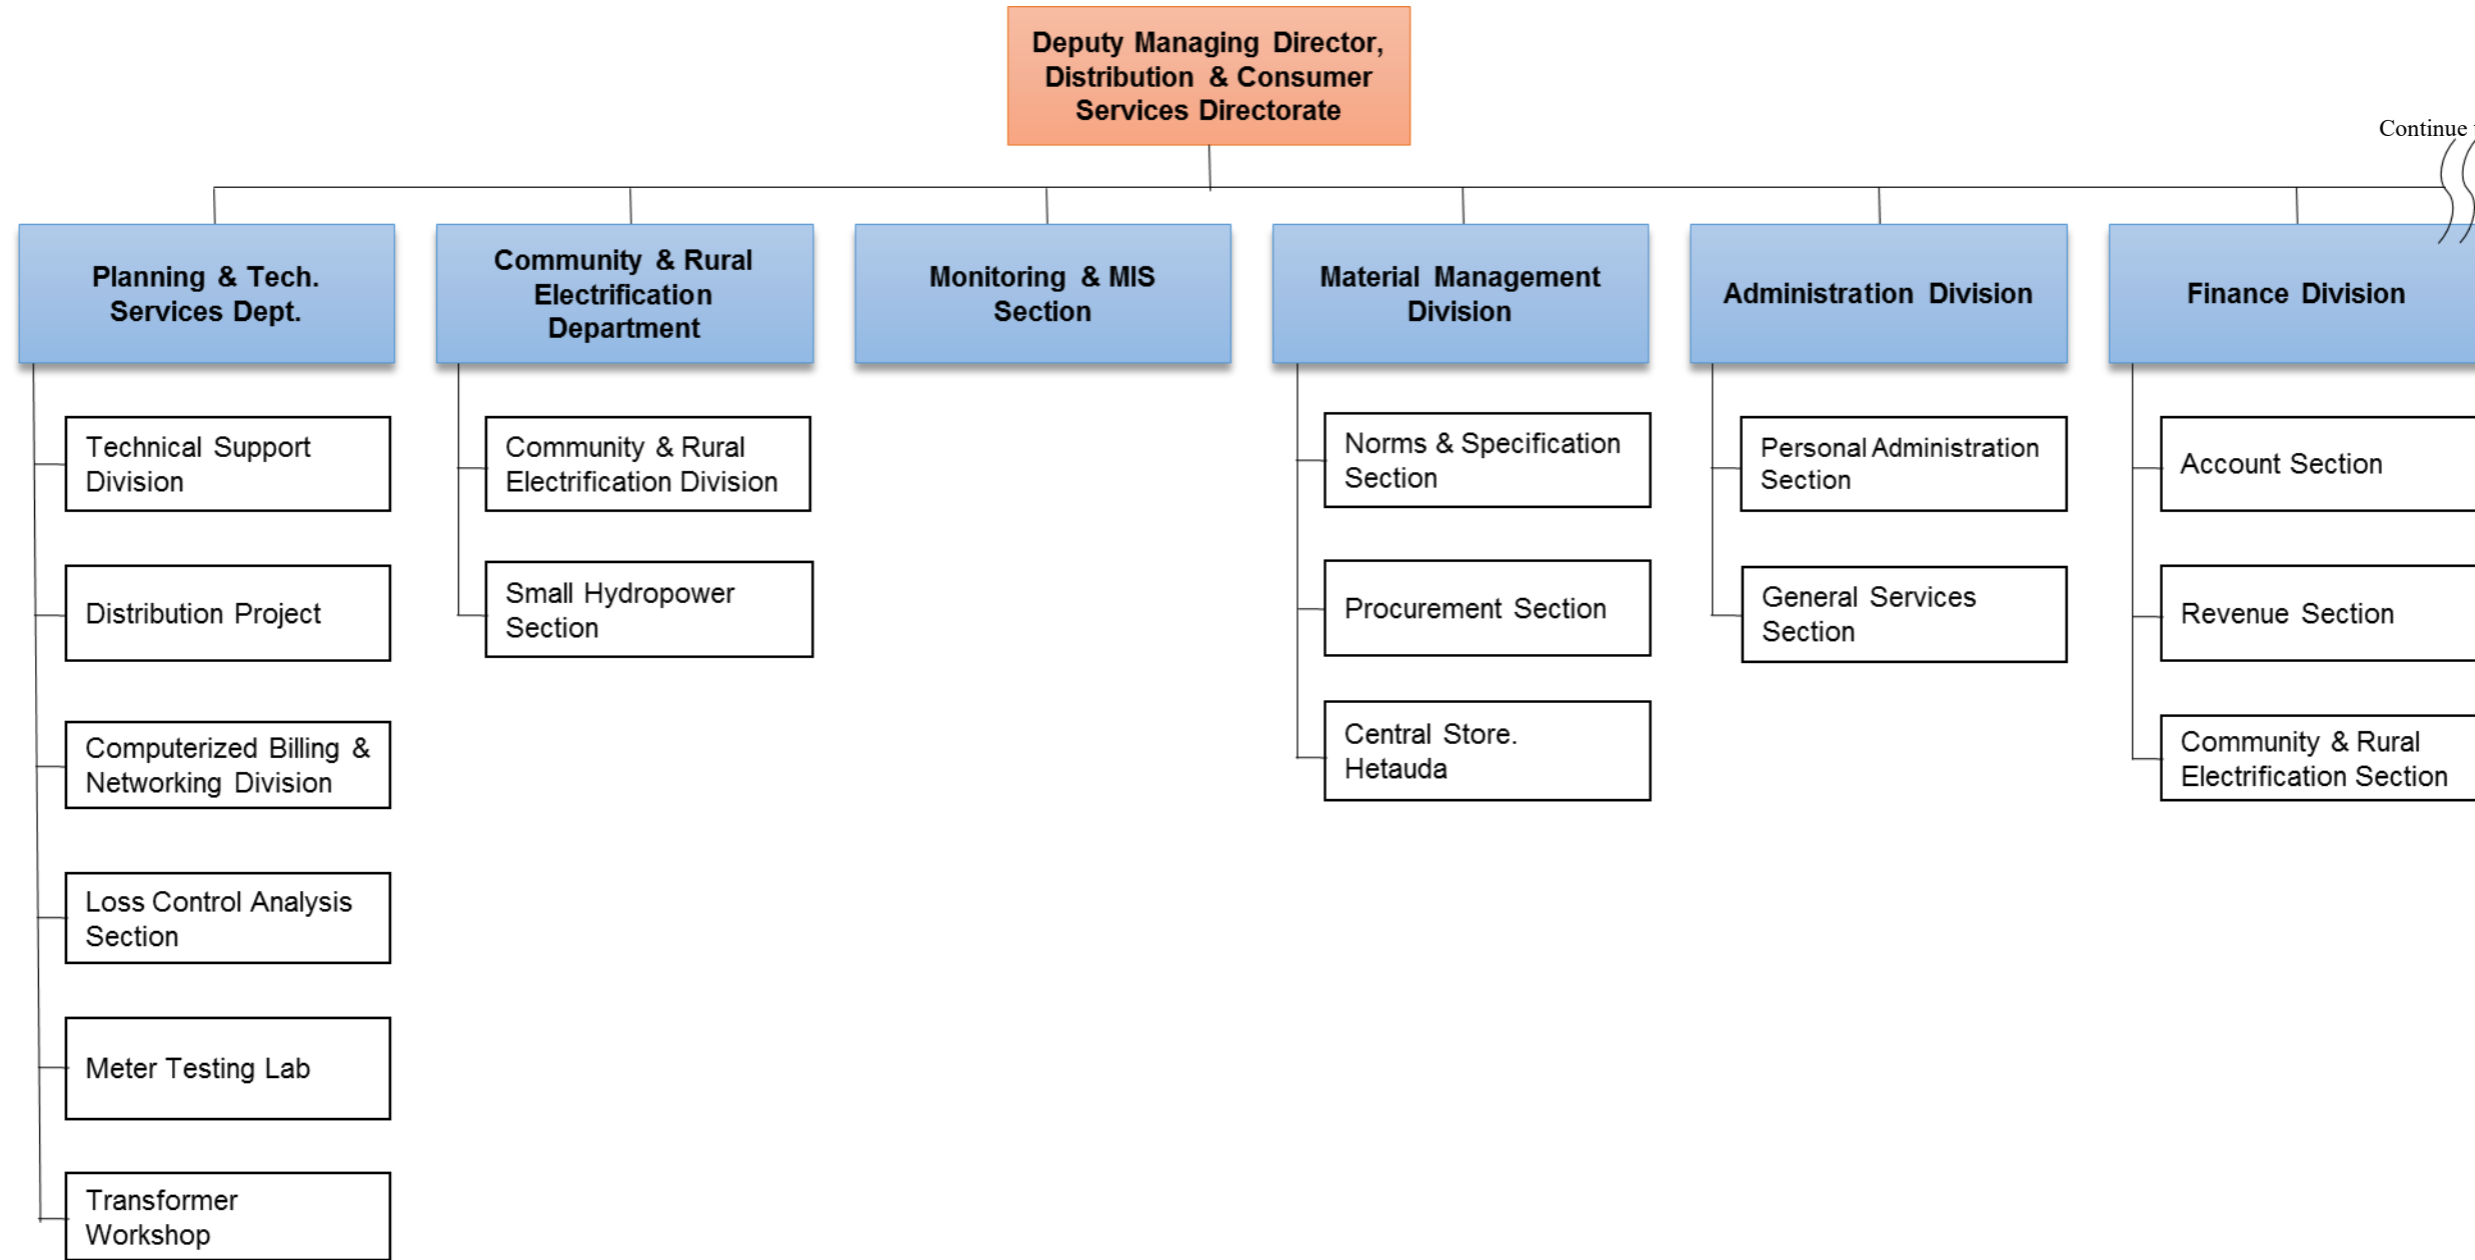 Deputy Managing Director,
Distribution & Consumer
Services Directorate
Continue
Planning & Tech.
Services Dept.
Community & Rural
Electrification
Department
Monitoring & MIS
Section
Material Management
Division
Administration Division
Finance Division
Technical Support
Division
Distribution Project
Computerized Billing &
Networking Division
Loss Control Analysis
Section
Meter Testing Lab
Transformer
Workshop
Community & Rural
Electrification Division
Small Hydropower
Section
Norms & Specification
Section
Procurement Section
Central Store.
Hetauda
Personal Administration
Section
General Services
Section
Account Section
Revenue Section
Community & Rural
Electrification Section